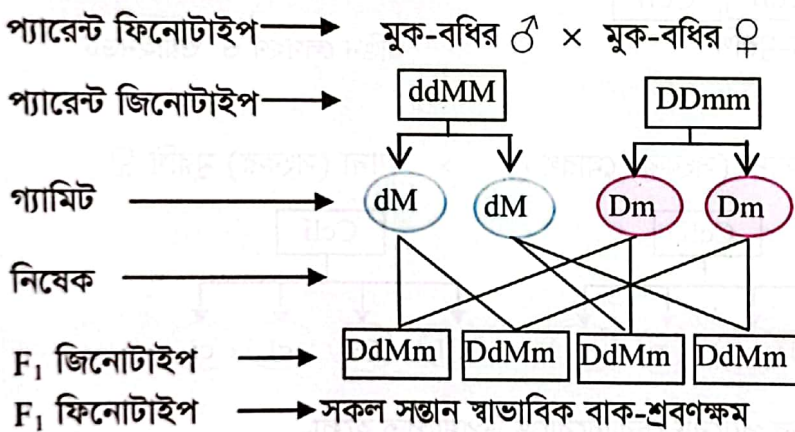 প্যারেন্ট ফিনোটাইপ → মুক-বধির ♂ × মুক-বধির ♀
প্যারেন্ট জিনোটাইপ → ddMM DDmm
গ্যামিট → dM dM Dm Dm
নিষেক →
F₁ জিনোটাইপ → DdMm DdMm DdMm DdMm
F₁ ফিনোটাইপ → সকল সন্তান স্বাভাবিক বাক-শ্রবণক্ষম